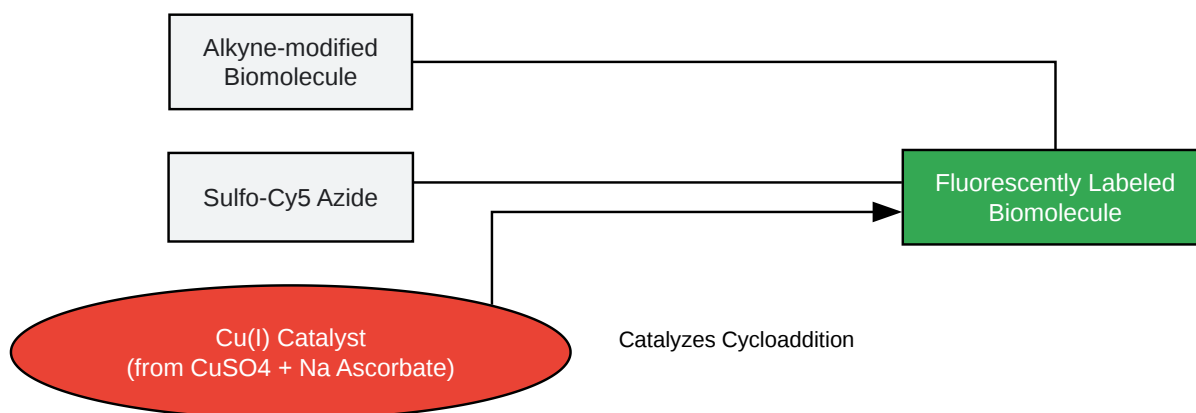 Alkyne-modified
Biomolecule
Sulfo-Cy5 Azide
Fluorescently Labeled
Biomolecule
Cu(I) Catalyst
(from CuSO4 + Na Ascorbate)
Catalyzes Cycloaddition